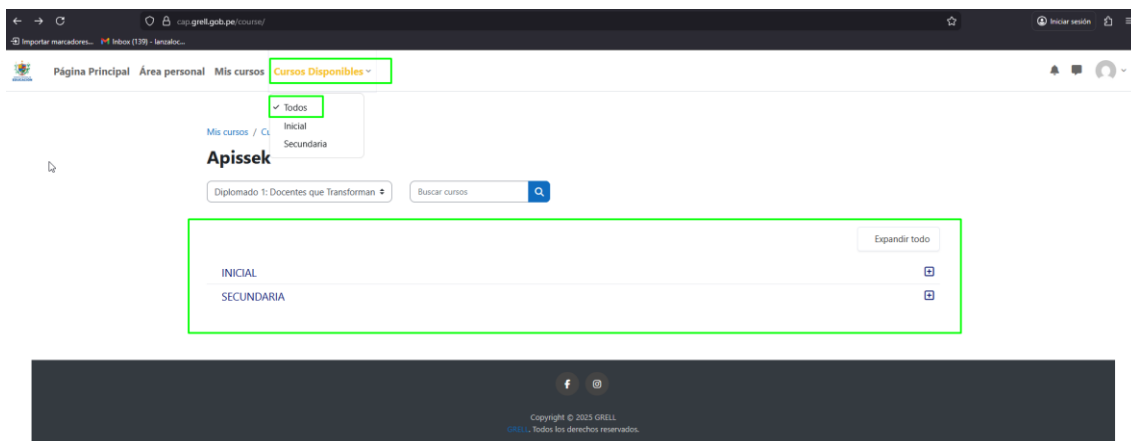 cap.grell.gob.pe/course/
Iniciar sesión
Importar marcadores... Inbox (139) - lanzaloc...
Página Principal Área personal Mis cursos Cursos Disponibles
Todos
Inicial
Secundaria
Mis cursos / Cu
Apissek
Diplomado 1: Docentes que Transforman Buscar cursos
Expandir todo
INICIAL
SECUNDARIA
Copyright © 2025 GRELL
GRELL. Todos los derechos reservados.